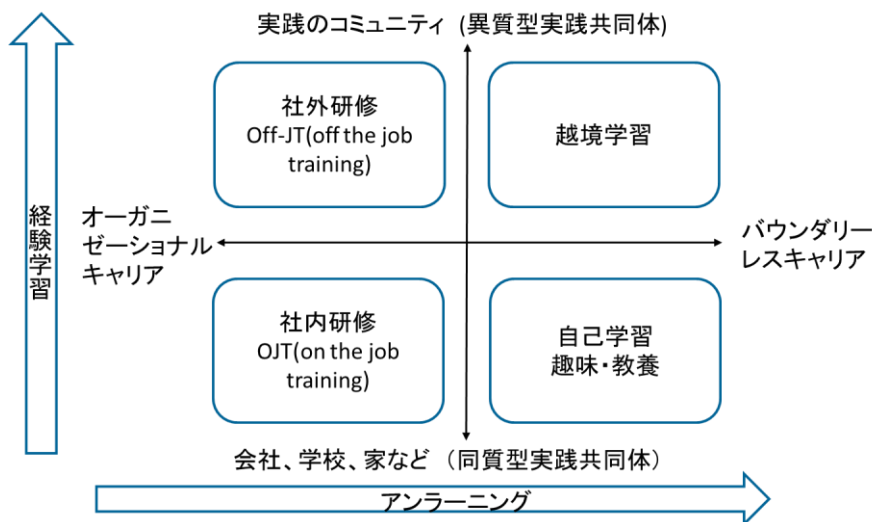 実践のコミュニティ (異質型実践共同体)
社外研修
Off-JT(off the job
training)
越境学習
経験学習
オーガニ
ゼーショナル
キャリア
バウンダリー
レスキャリア
社内研修
OJT(on the job
training)
自己学習
趣味・教養
会社、学校、家など (同質型実践共同体)
アンラーニング